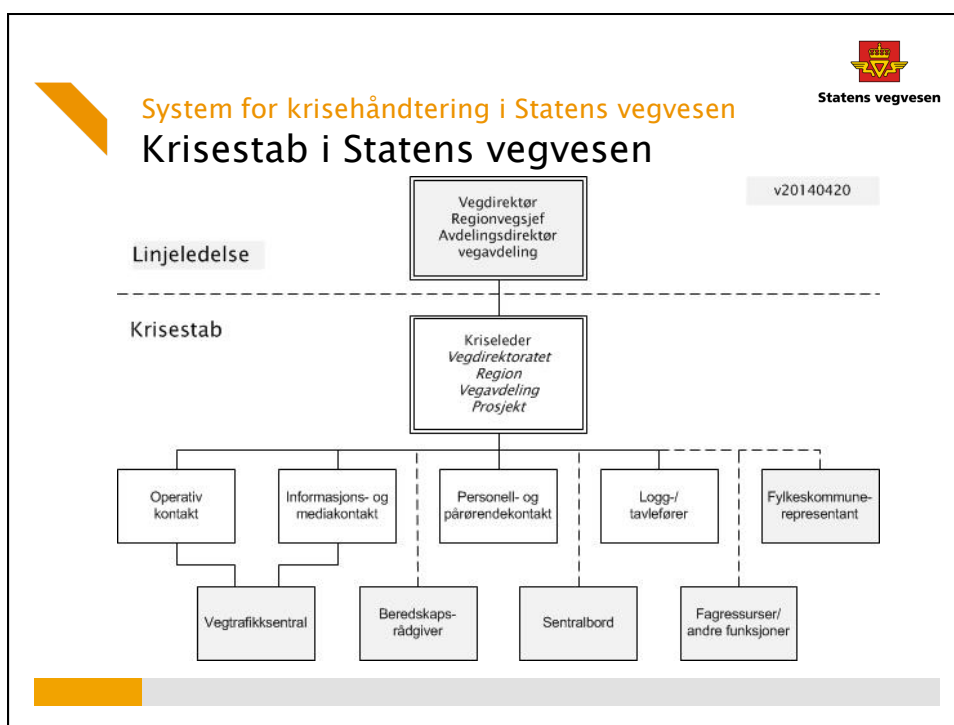 Statens vegvesen
System for krisehåndtering i Statens vegvesen
Krisestab i Statens vegvesen
v20140420
Vegdirektør
Regionvegsjef
Avdelingsdirektør
vegavdeling
Linjeledelse
Krisestab
Kriseleder
Vegdirektoratet
Region
Vegavdeling
Prosjekt
Operativ
kontakt
Informasjons- og
mediakontakt
Personell- og
pårørendekontakt
Logg-/
tavlefører
Fylkeskommune-
representant
Vegtrafikksentral
Beredskaps-
rådgiver
Sentralbord
Fagressurser/
andre funksjoner